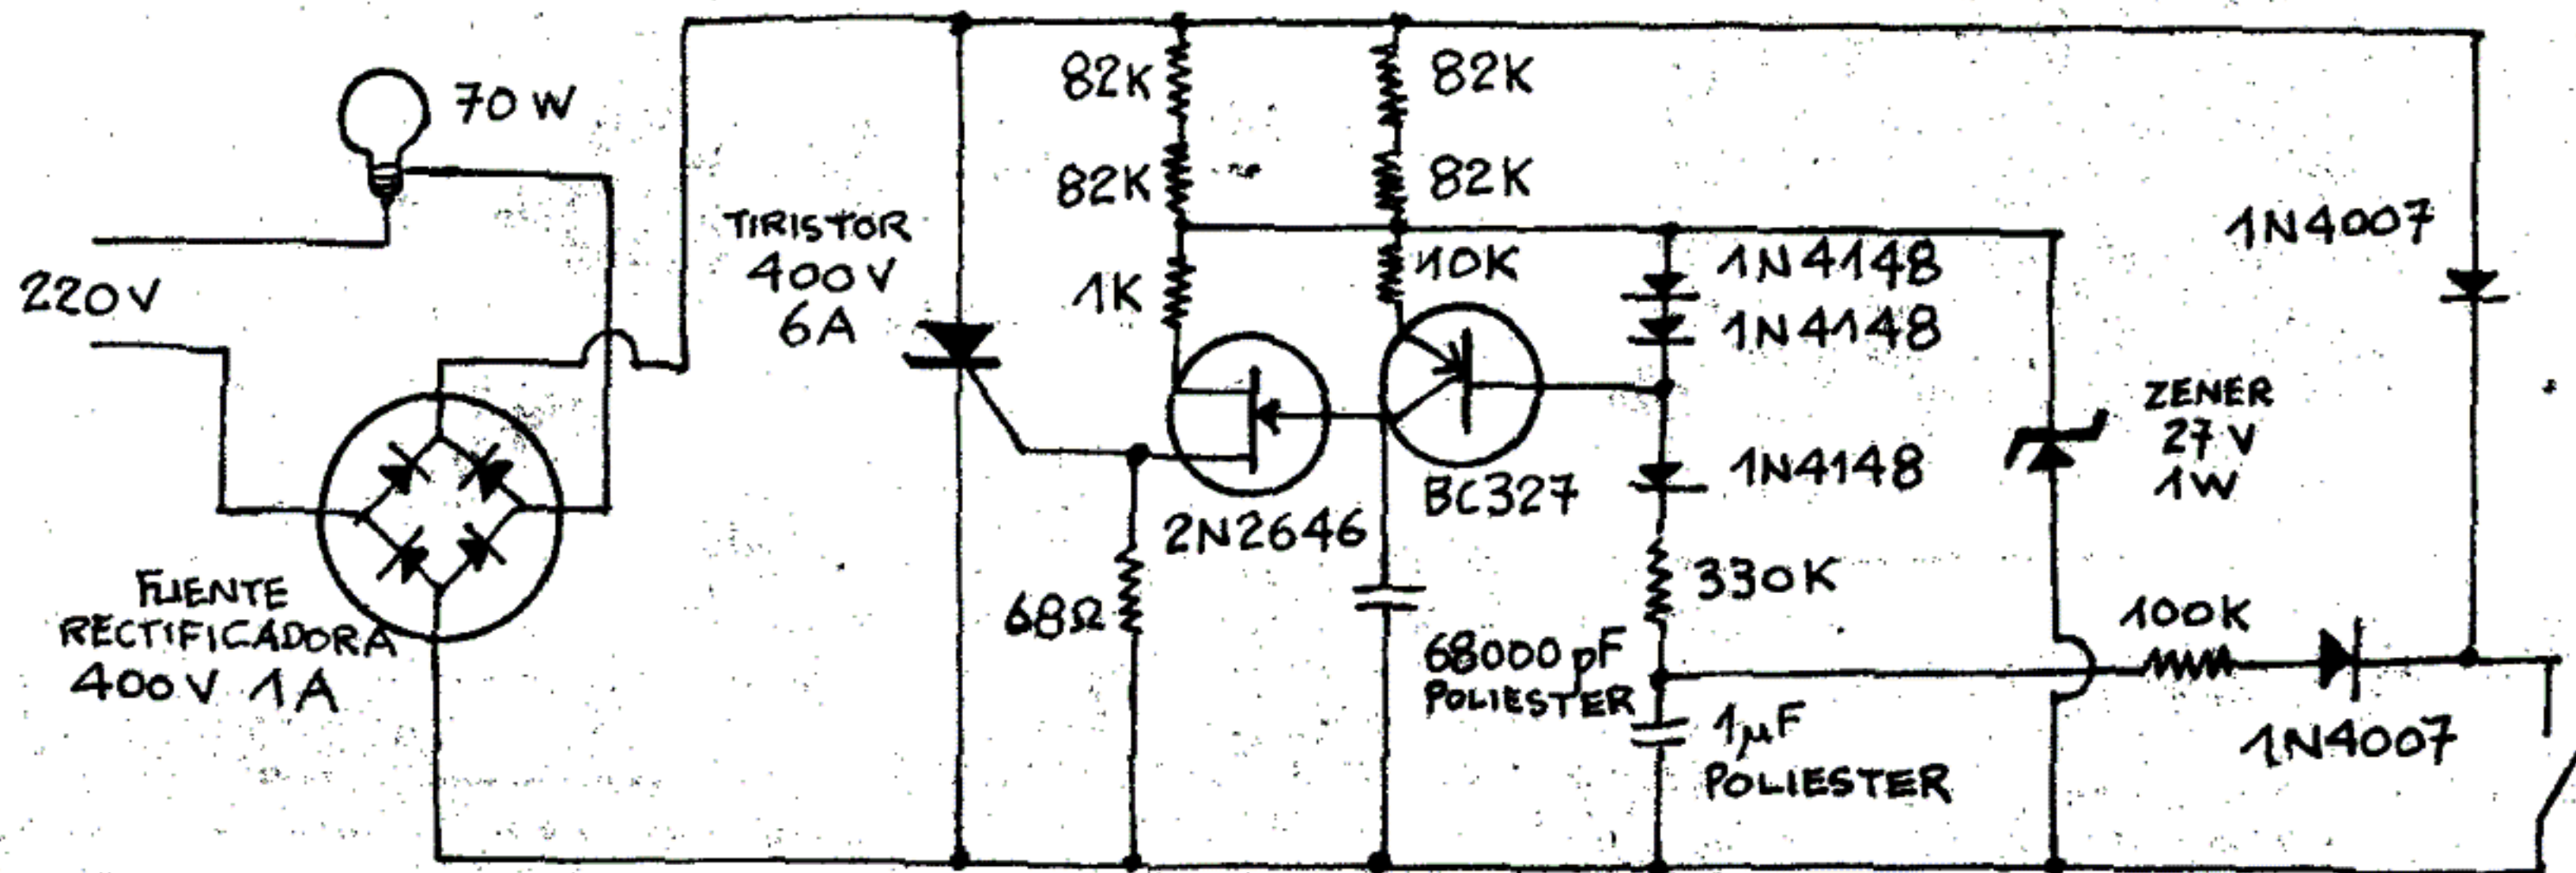 70 W
220V
FUENTE
RECTIFICADORA
400V 1A
TIRISTOR
400V
6A
82K
82K
82K
82K
1K
10K
1N4148
1N4148
1N4007
2N2646
BC327
1N4148
ZENER
27 V
1W
68Ω
330K
68000 pF
POLIESTER
1µF
POLIESTER
100K
1N4007